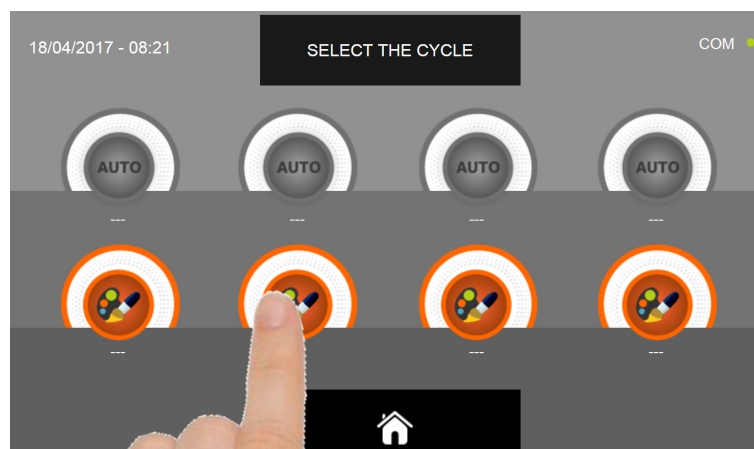 18/04/2017 - 08:21
SELECT THE CYCLE
COM
AUTO
AUTO
AUTO
AUTO
---
---
---
---
---
---
---